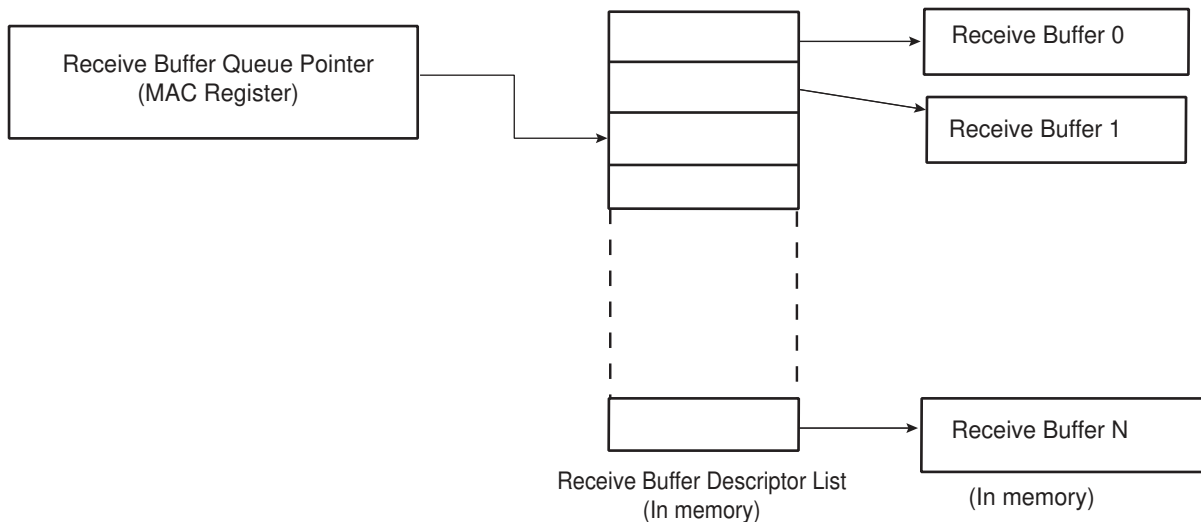 Receive Buffer Queue Pointer
(MAC Register)
Receive Buffer 0
Receive Buffer 1
Receive Buffer N
Receive Buffer Descriptor List
(In memory)
(In memory)